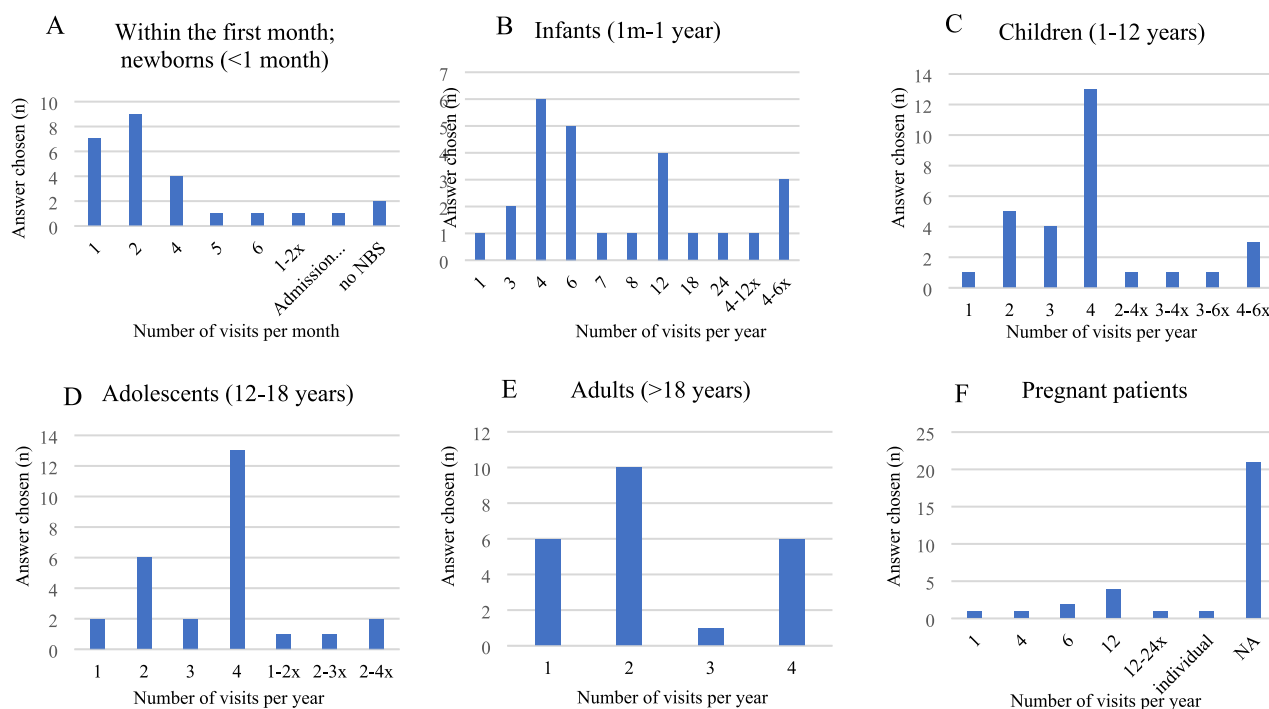 A
Within the first month;
newborns (<1 month)
Answer chosen (n)
10
8
6
4
2
0
1 2 4 5 6 1-2x Admission... no NBS
Number of visits per month
B
Infants (1m-1 year)
Answer chosen (n)
7
6
5
4
3
2
1
0
1 3 4 6 7 8 12 18 24 4-12x 4-6x
Number of visits per year
C
Children (1-12 years)
Answer chosen (n)
14
12
10
8
6
4
2
0
1 2 3 4 2-4x 3-4x 3-6x 4-6x
Number of visits per year
D
Adolescents (12-18 years)
Answer chosen (n)
14
12
10
8
6
4
2
0
1 2 3 4 1-2x 2-3x 2-4x
Number of visits per year
E
Adults (>18 years)
Answer chosen (n)
12
10
8
6
4
2
0
1 2 3 4
Number of visits per year
F
Pregnant patients
Answer chosen (n)
25
20
15
10
5
0
1 4 6 12 12-24x individual NA
Number of visits per year